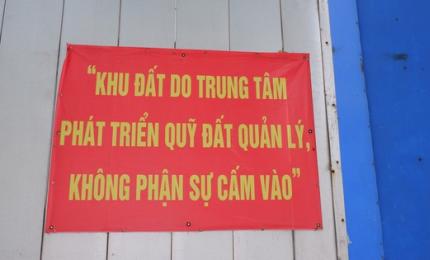 “KHU ĐẤT DO TRUNG TÂM
PHÁT TRIỂN QUỸ ĐẤT QUẢN LÝ,
KHÔNG PHẬN SỰ CẤM VÀO”